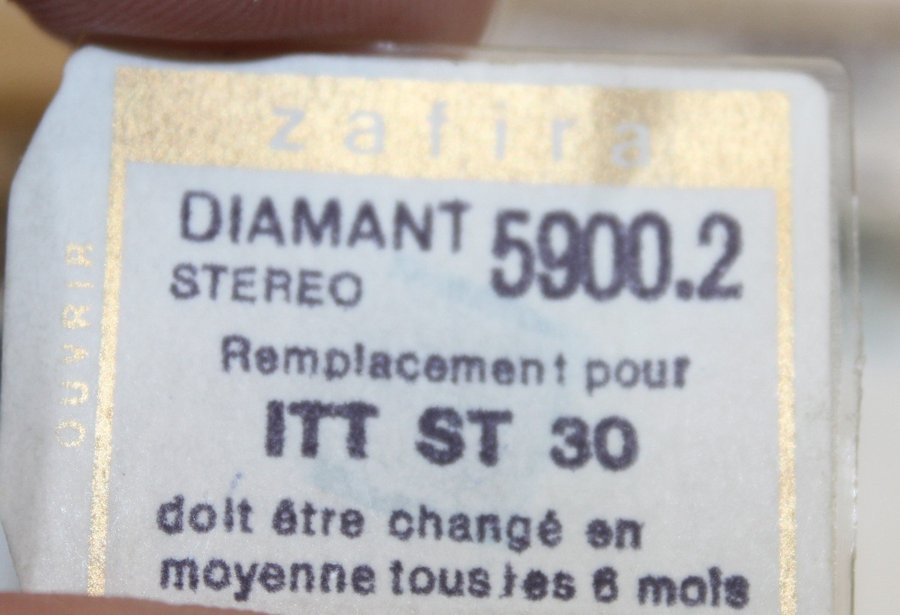 zafira
DIAMANT 5900.2
STEREO
OUVRIR
Remplacement pour
ITT ST 30
doit être changé en
moyenne tous les 6 mois